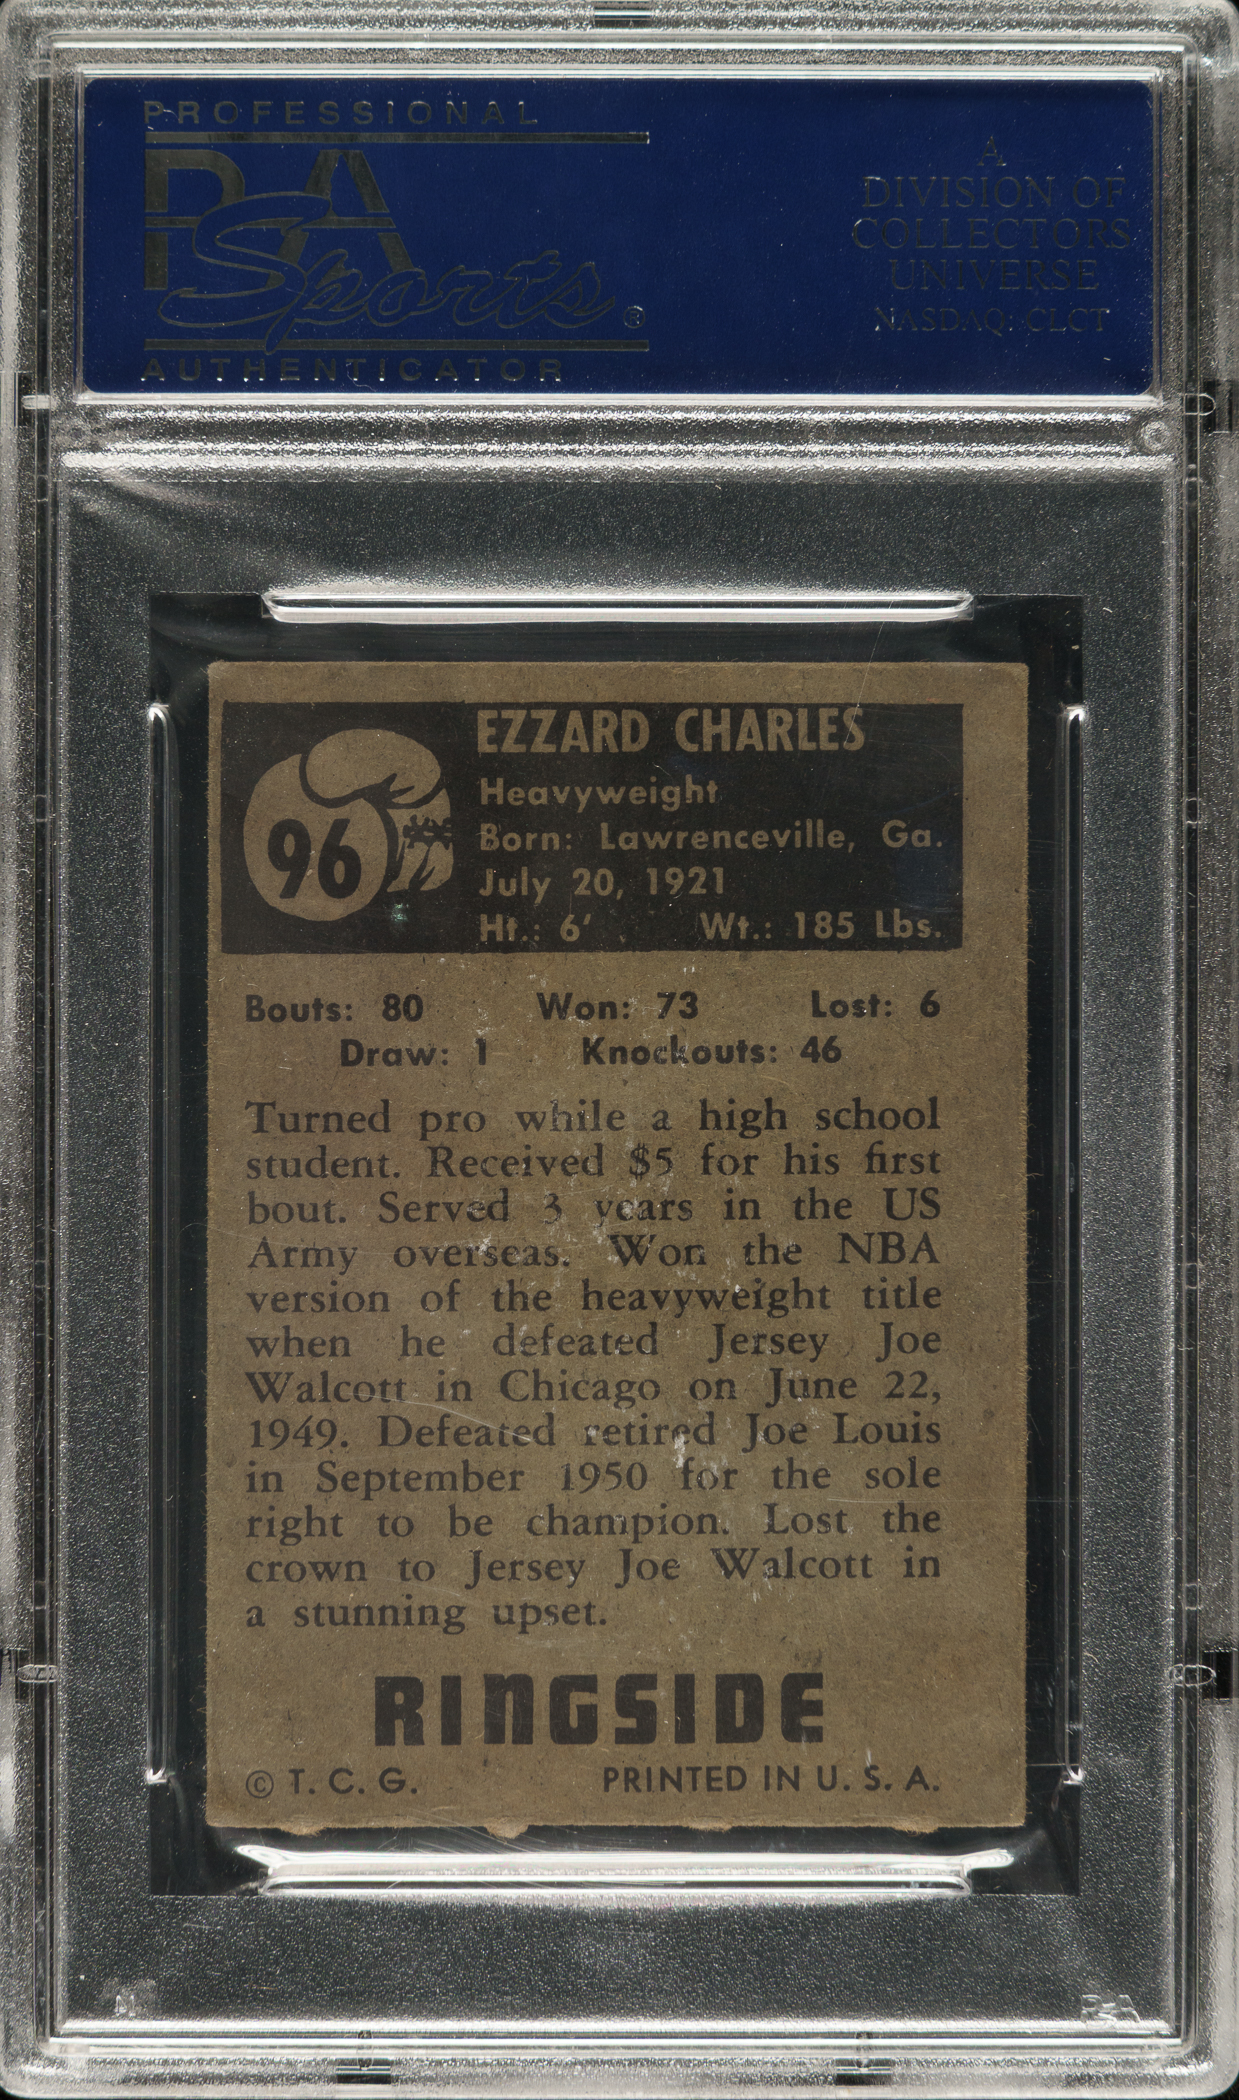 PROFESSIONAL
PSA
Sports ®
AUTHENTICATOR
A
DIVISION OF
COLLECTORS
UNIVERSE
NASDAQ: CLCT
©
96
EZZARD CHARLES
Heavyweight
Born: Lawrenceville, Ga.
July 20, 1921
Ht.: 6' Wt.: 185 Lbs.
Bouts: 80 Won: 73 Lost: 6
Draw: 1 Knockouts: 46
Turned pro while a high school
student. Received $5 for his first
bout. Served 3 years in the US
Army overseas. Won the NBA
version of the heavyweight title
when he defeated Jersey Joe
Walcott in Chicago on June 22,
1949. Defeated retired Joe Louis
in September 1950 for the sole
right to be champion. Lost the
crown to Jersey Joe Walcott in
a stunning upset.
RINGSIDE
© T. C. G. PRINTED IN U. S. A.
PSA